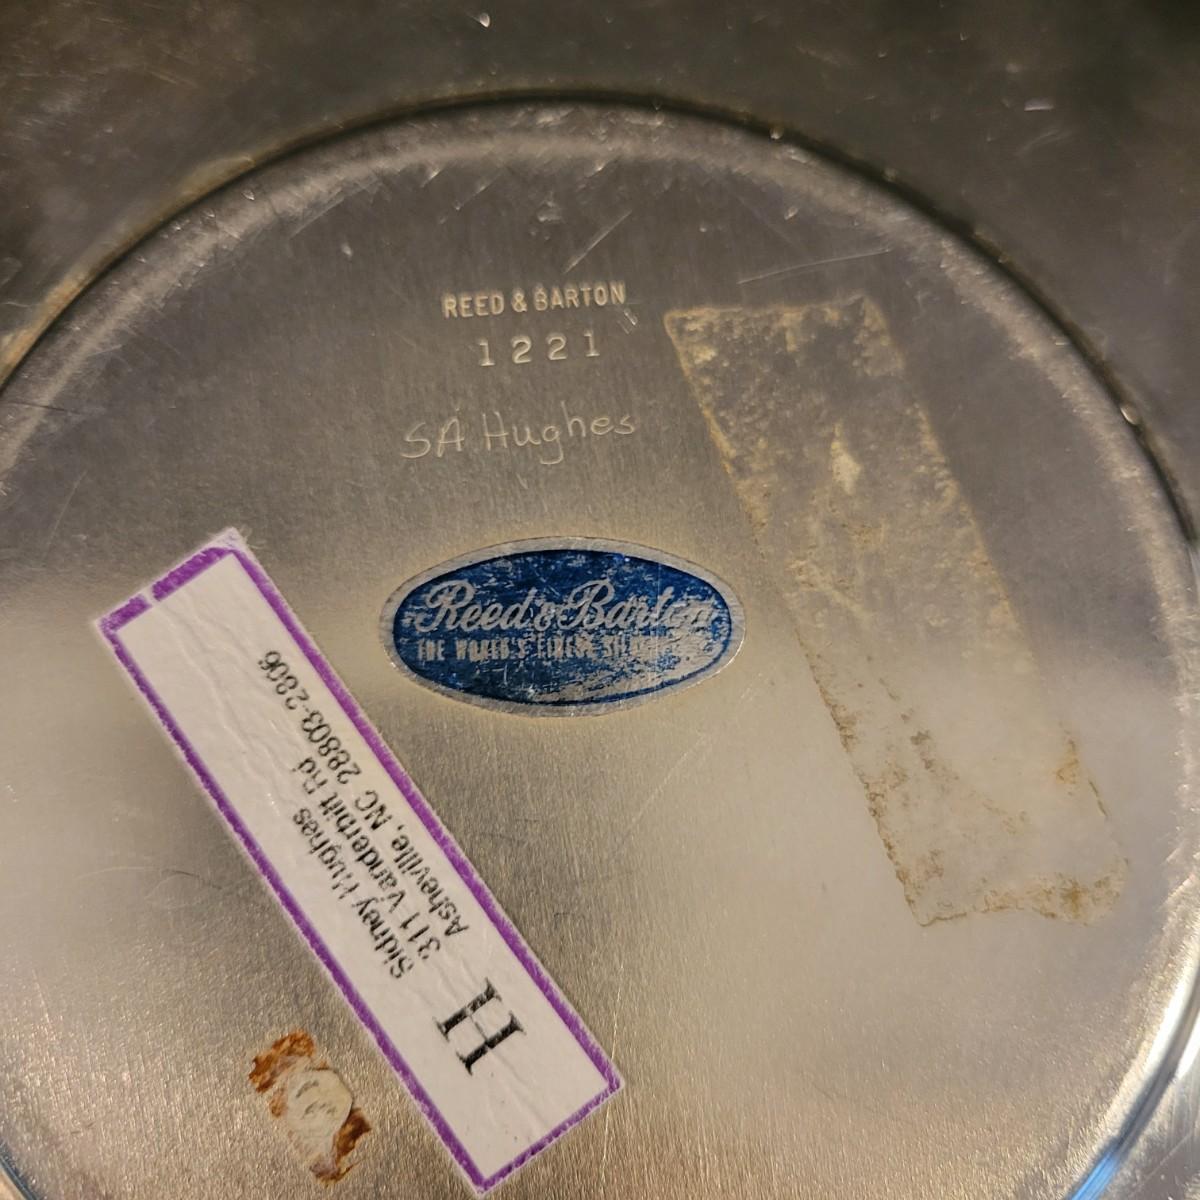 REED & BARTON
1221
SA Hughes
Reed & Barton
THE WORLD'S FINEST
H
Sidney Hughes
311 Vanderbilt Rd
Asheville, NC 28803-2806